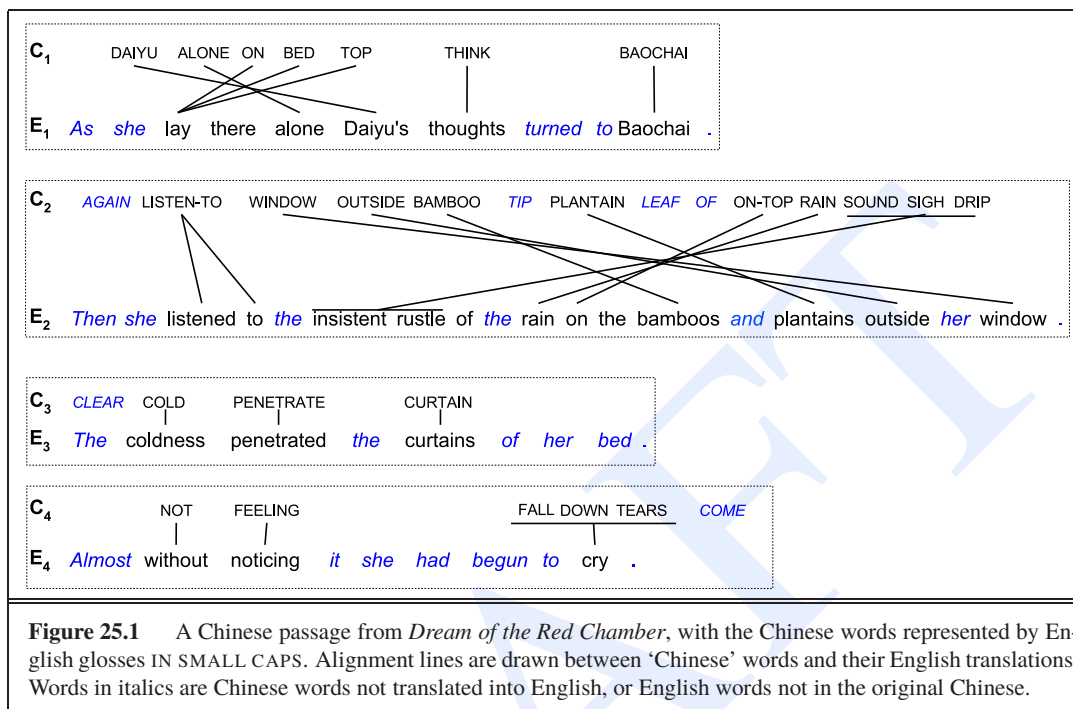 C1 DAIYU ALONE ON BED TOP THINK BAOCHAI
E1 As she lay there alone Daiyu's thoughts turned to Baochai .
C2 AGAIN LISTEN-TO WINDOW OUTSIDE BAMBOO TIP PLANTAIN LEAF OF ON-TOP RAIN SOUND SIGH DRIP
E2 Then she listened to the insistent rustle of the rain on the bamboos and plantains outside her window .
C3 CLEAR COLD PENETRATE CURTAIN
E3 The coldness penetrated the curtains of her bed .
C4 NOT FEELING FALL DOWN TEARS COME
E4 Almost without noticing it she had begun to cry .
Figure 25.1 A Chinese passage from Dream of the Red Chamber, with the Chinese words represented by En-
glish glosses IN SMALL CAPS. Alignment lines are drawn between ‘Chinese’ words and their English translations
Words in italics are Chinese words not translated into English, or English words not in the original Chinese.